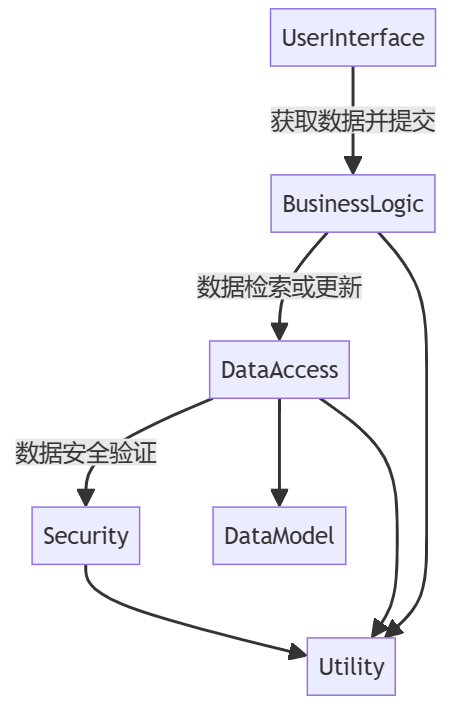 UserInterface
获取数据并提交
BusinessLogic
数据检索或更新
DataAccess
数据安全验证
Security
DataModel
Utility